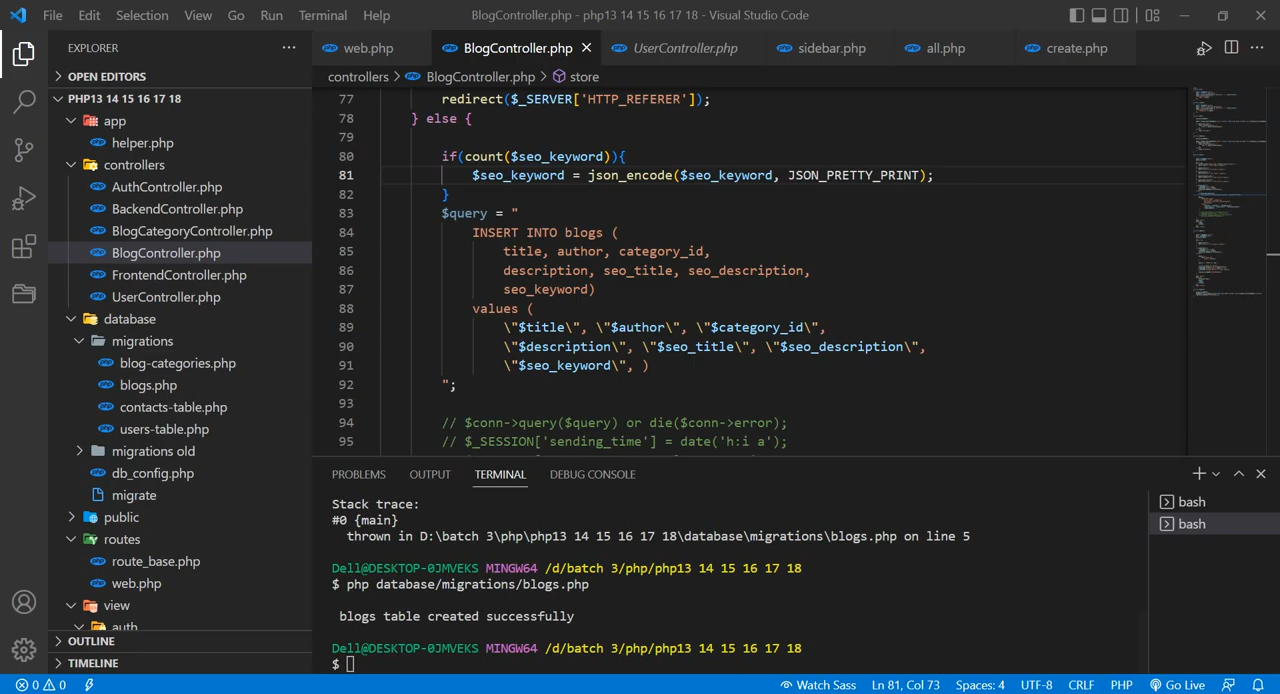 File Edit Selection View Go Run Terminal Help BlogController.php - php13 14 15 16 17 18 - Visual Studio Code
EXPLORER
OPEN EDITORS
PHP13 14 15 16 17 18
app
helper.php
controllers
AuthController.php
BackendController.php
BlogCategoryController.php
BlogController.php
FrontendController.php
UserController.php
database
migrations
blog-categories.php
blogs.php
contacts-table.php
users-table.php
migrations old
db_config.php
migrate
public
routes
route_base.php
web.php
view
auth
OUTLINE
TIMELINE
web.php BlogController.php UserController.php sidebar.php all.php create.php
controllers > BlogController.php > store
77 redirect($_SERVER['HTTP_REFERER']);
78 } else {
79
80 if(count($seo_keyword)){
81 $seo_keyword = json_encode($seo_keyword, JSON_PRETTY_PRINT);
82 }
83 $query = "
84 INSERT INTO blogs (
85 title, author, category_id,
86 description, seo_title, seo_description,
87 seo_keyword)
88 values (
89 \"$title\", \"$author\", \"$category_id\",
90 \"$description\", \"$seo_title\", \"$seo_description\",
91 \"$seo_keyword\", )
92 ";
93
94 // $conn->query($query) or die($conn->error);
95 // $_SESSION['sending_time'] = date('h:i a');
PROBLEMS OUTPUT TERMINAL DEBUG CONSOLE
Stack trace:
#0 {main}
thrown in D:\batch 3\php\php13 14 15 16 17 18\database\migrations\blogs.php on line 5
Dell@DESKTOP-0JMVEKS MINGW64 /d/batch 3/php/php13 14 15 16 17 18
$ php database/migrations/blogs.php
blogs table created successfully
Dell@DESKTOP-0JMVEKS MINGW64 /d/batch 3/php/php13 14 15 16 17 18
$
bash
bash
0 0 Watch Sass Ln 81, Col 73 Spaces: 4 UTF-8 CRLF PHP Go Live